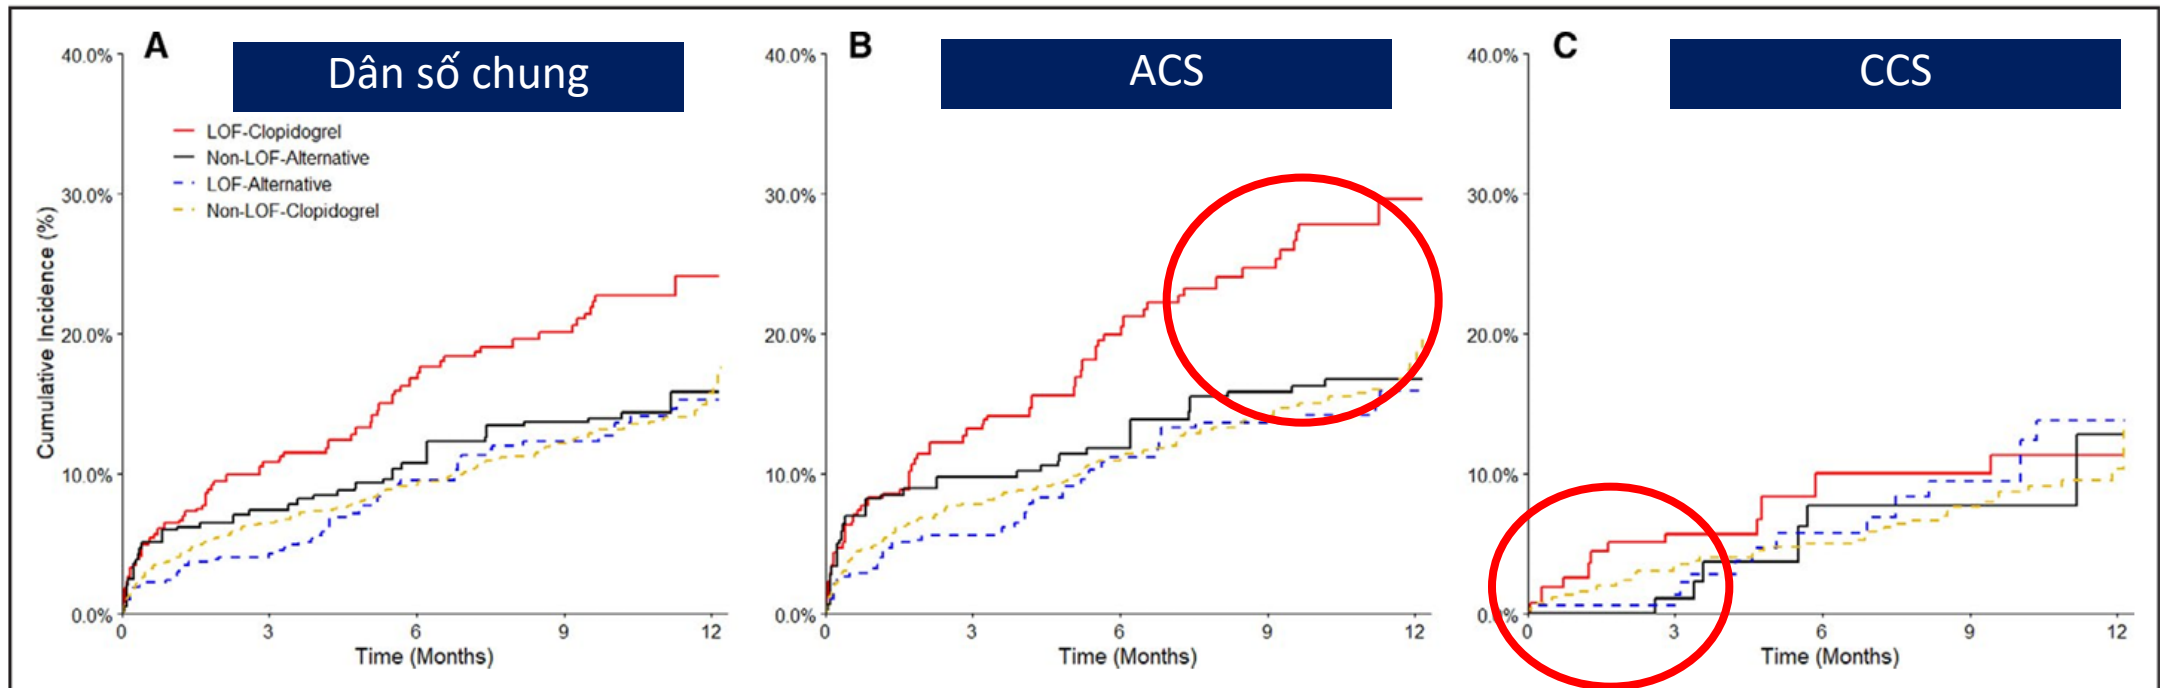 A
Dân số chung
40.0%
30.0%
20.0%
10.0%
0.0%
Cumulative Incidence (%)
LOF-Clopidogrel
Non-LOF-Alternative
LOF-Alternative
Non-LOF-Clopidogrel
0 3 6 9 12
Time (Months)
B
ACS
40.0%
30.0%
20.0%
10.0%
0.0%
0 3 6 9 12
Time (Months)
C
CCS
40.0%
30.0%
20.0%
10.0%
0.0%
0 3 6 9 12
Time (Months)